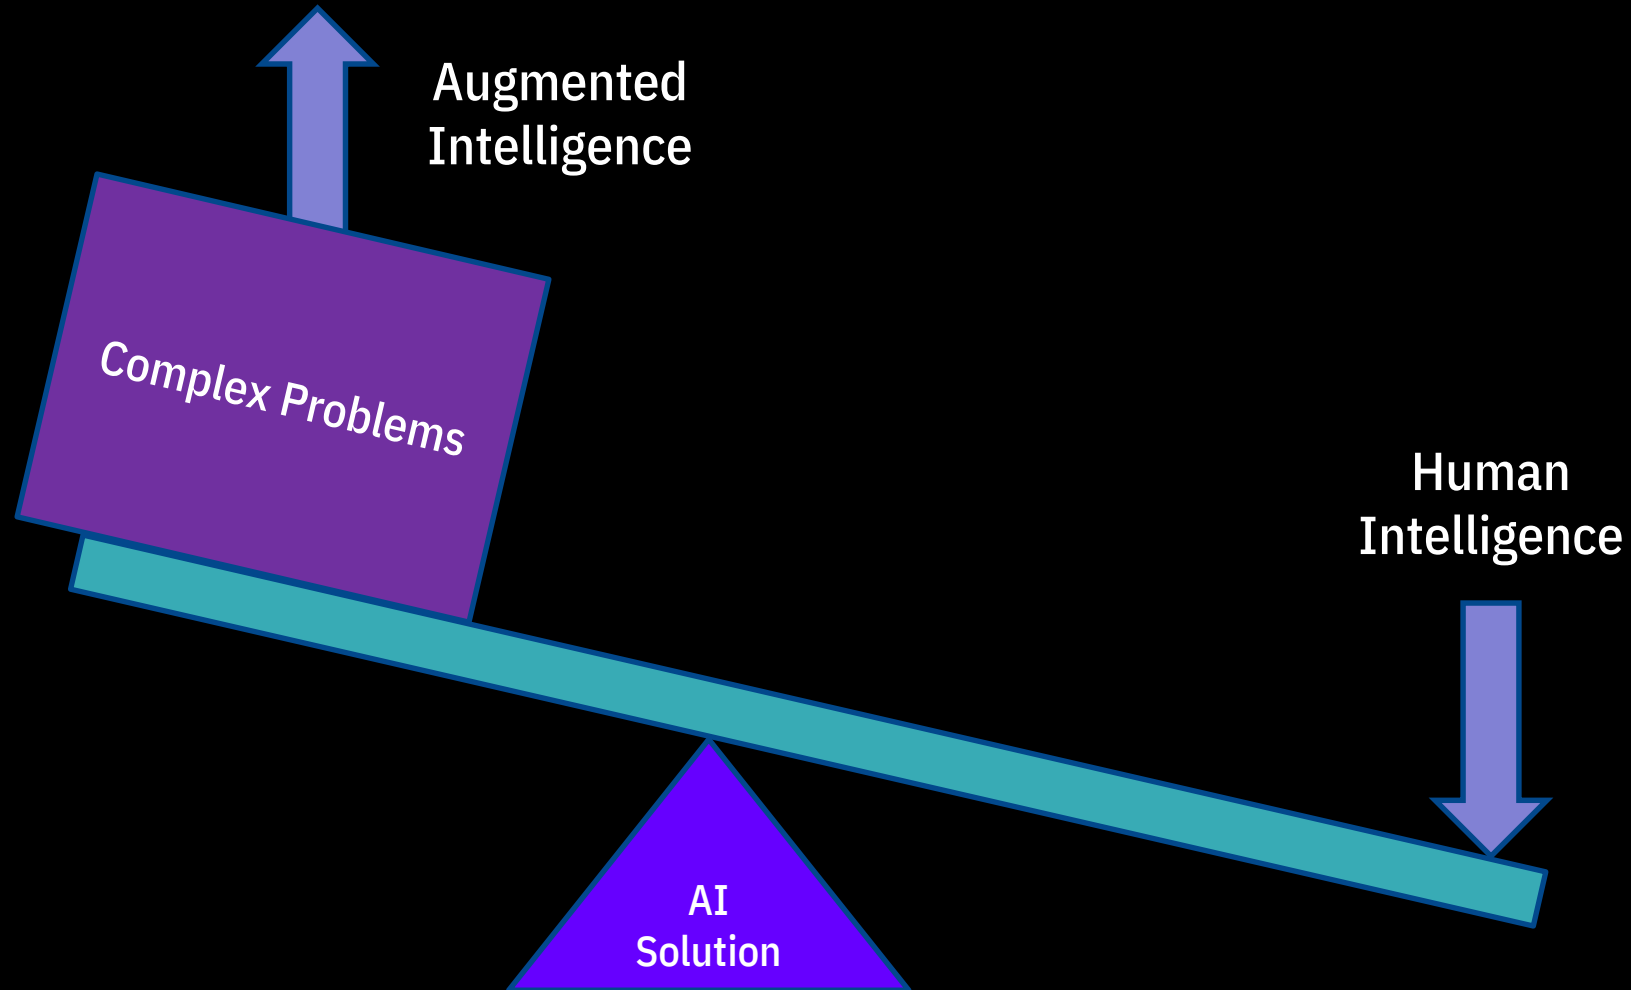 Augmented
Intelligence
Complex Problems
Human
Intelligence
AI
Solution